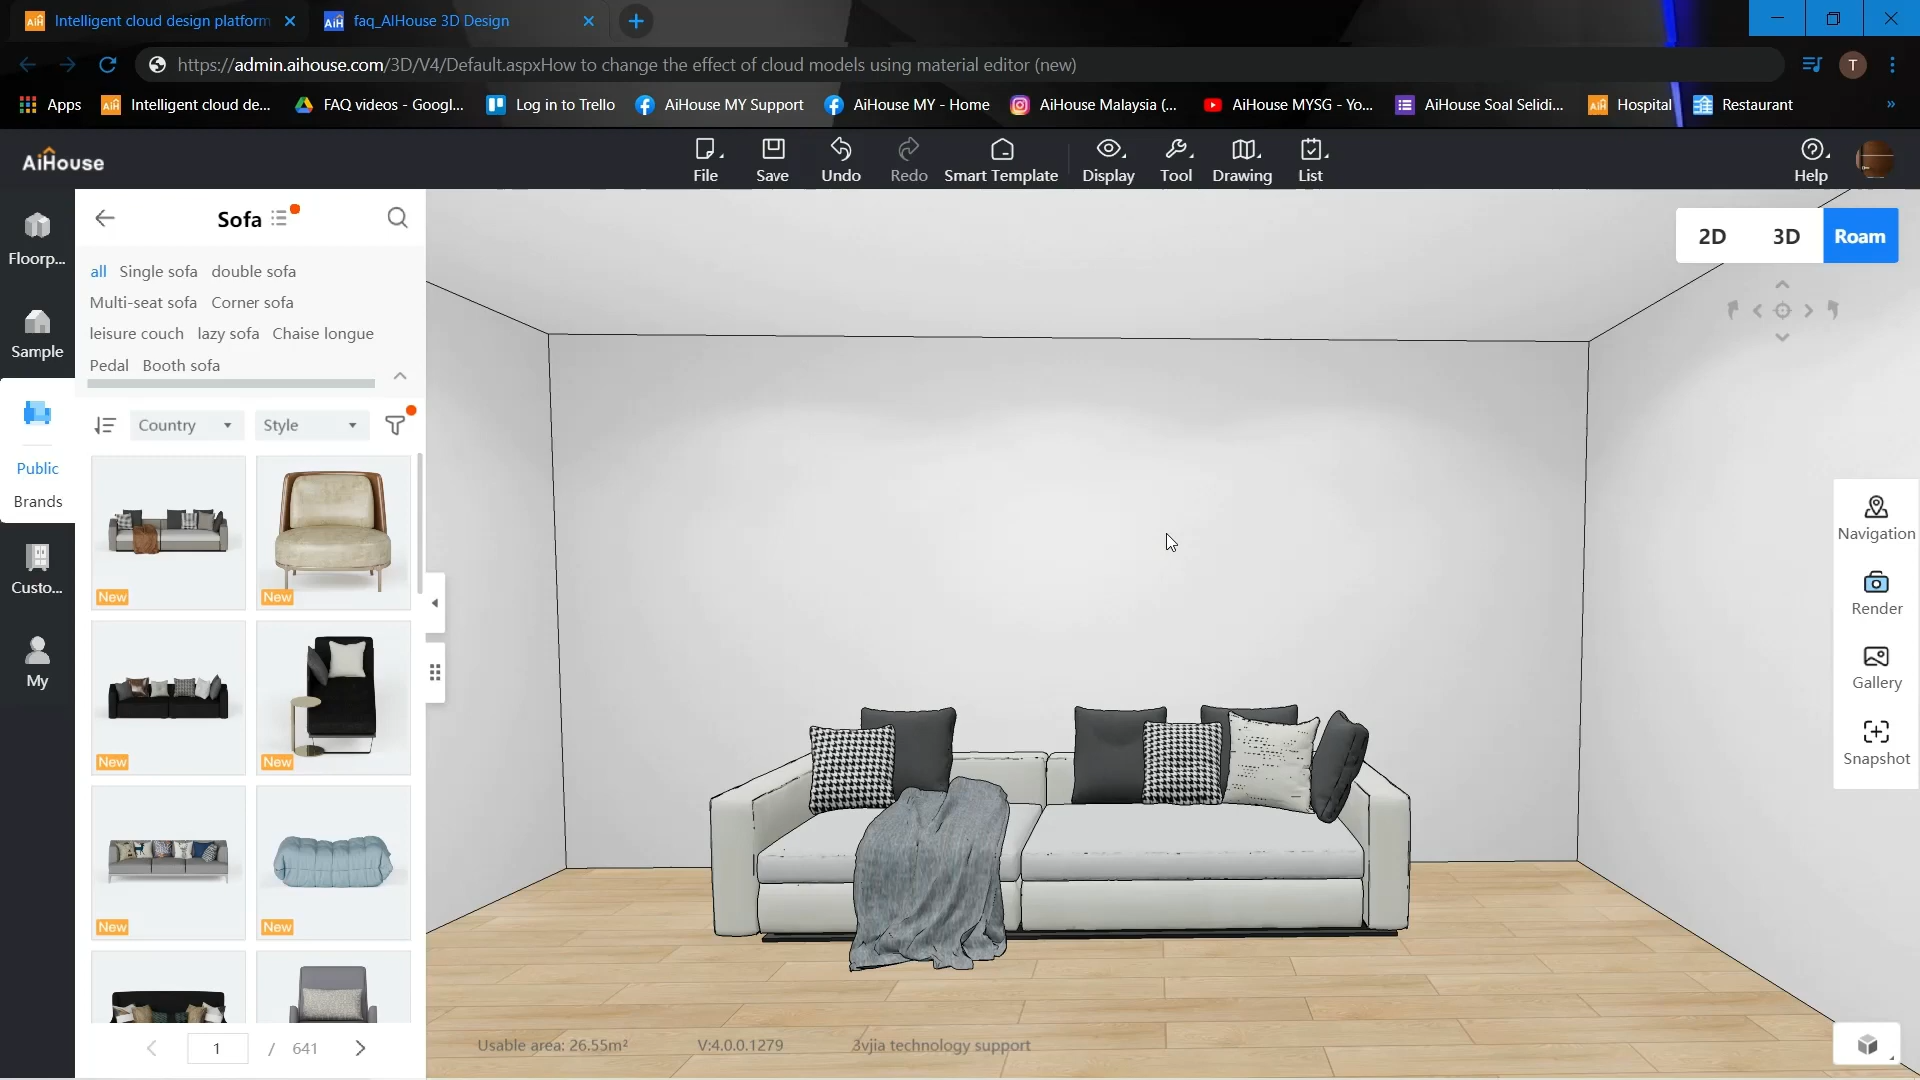 Intelligent cloud design platform
faq_AIHouse 3D Design
https://admin.aihouse.com/3D/V4/Default.aspxHow to change the effect of cloud models using material editor (new)
T
Apps
Intelligent cloud de...
FAQ videos - Googl...
Log in to Trello
AiHouse MY Support
AiHouse MY - Home
AiHouse Malaysia (...
AiHouse MYSG - Yo...
AiHouse Soal Selidi...
Hospital
Restaurant
»
AiHouse
File
Save
Undo
Redo
Smart Template
Display
Tool
Drawing
List
Help
Floorp...
Sample
Public
Brands
Custo...
My
Sofa
all Single sofa double sofa
Multi-seat sofa Corner sofa
leisure couch lazy sofa Chaise longue
Pedal Booth sofa
Country
Style
New
New
New
New
New
New
1 / 641
2D
3D
Roam
Navigation
Render
Gallery
Snapshot
Usable area: 26.55m²
V:4.0.0.1279
3vjia technology support